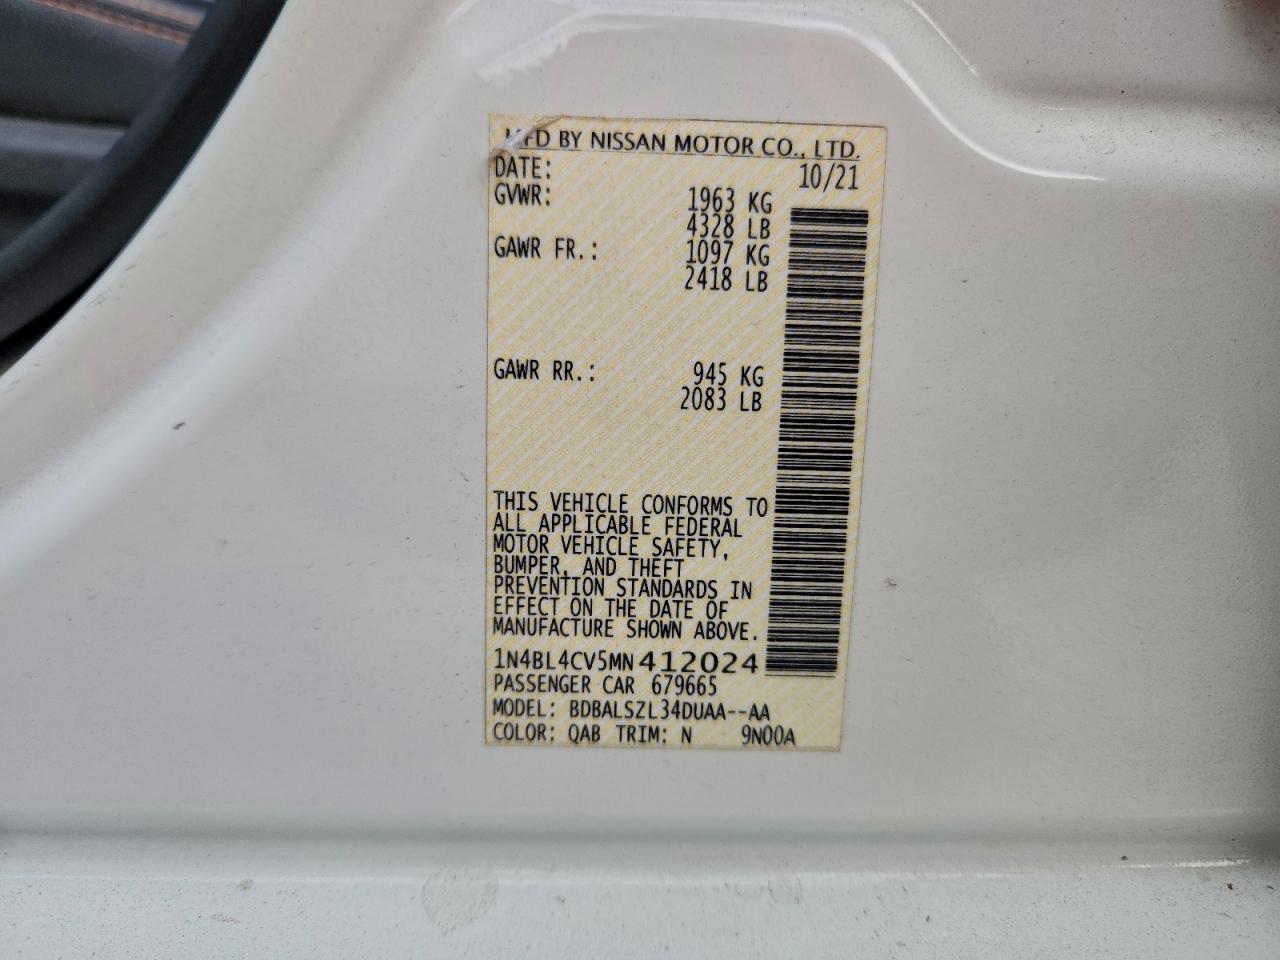 MFD BY NISSAN MOTOR CO., LTD.
DATE: 10/21
GVWR: 1963 KG
4328 LB
GAWR FR.: 1097 KG
2418 LB
GAWR RR.: 945 KG
2083 LB
THIS VEHICLE CONFORMS TO
ALL APPLICABLE FEDERAL
MOTOR VEHICLE SAFETY,
BUMPER, AND THEFT
PREVENTION STANDARDS IN
EFFECT ON THE DATE OF
MANUFACTURE SHOWN ABOVE.
1N4BL4CV5MN412024
PASSENGER CAR 679665
MODEL: BDBALSZL34DUAA--AA
COLOR: QAB TRIM: N 9N00A